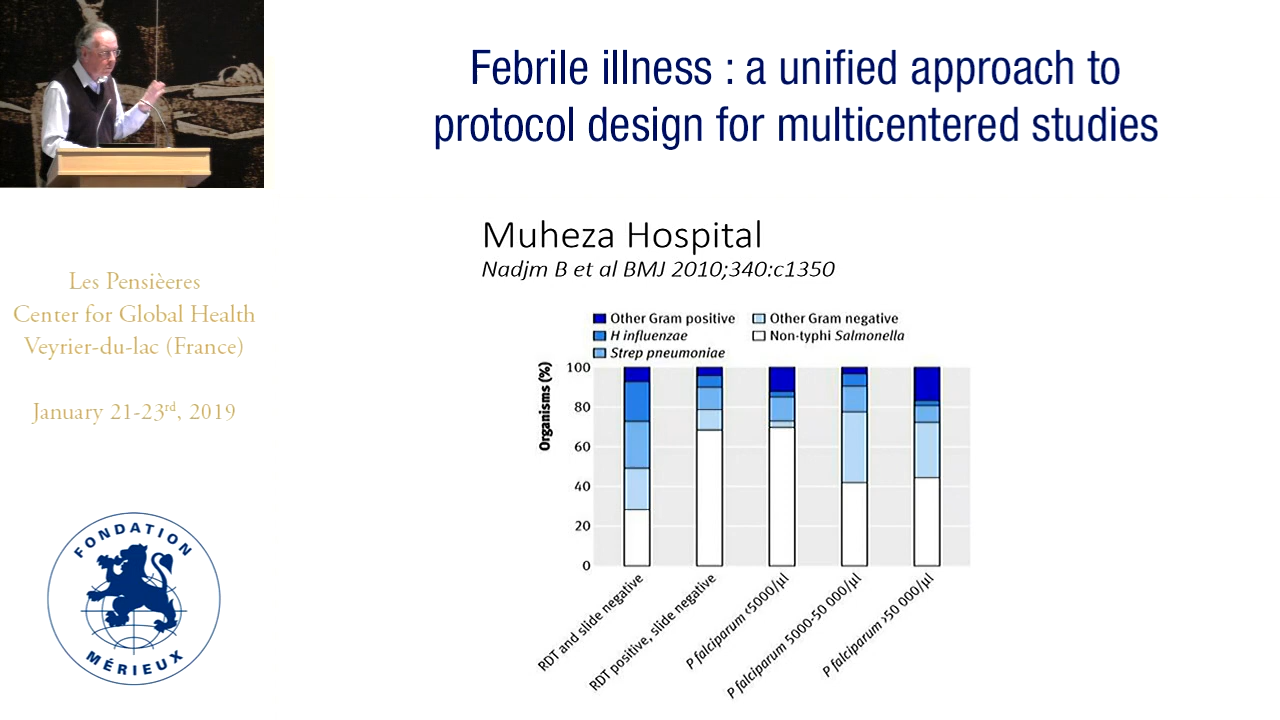 Febrile illness : a unified approach to
protocol design for multicentered studies
Les Pensièeres
Center for Global Health
Veyrier-du-lac (France)
January 21-23rd, 2019
FONDATION
MÉRIEUX
Muheza Hospital
Nadjm B et al BMJ 2010;340:c1350
Other Gram positive
H influenzae
Strep pneumoniae
Other Gram negative
Non-typhi Salmonella
Organisms (%)
100
80
60
40
20
0
RDT and slide negative
RDT positive, slide negative
P falciparum <5000/µl
P falciparum 5000-50 000/µl
P falciparum >50 000/µl